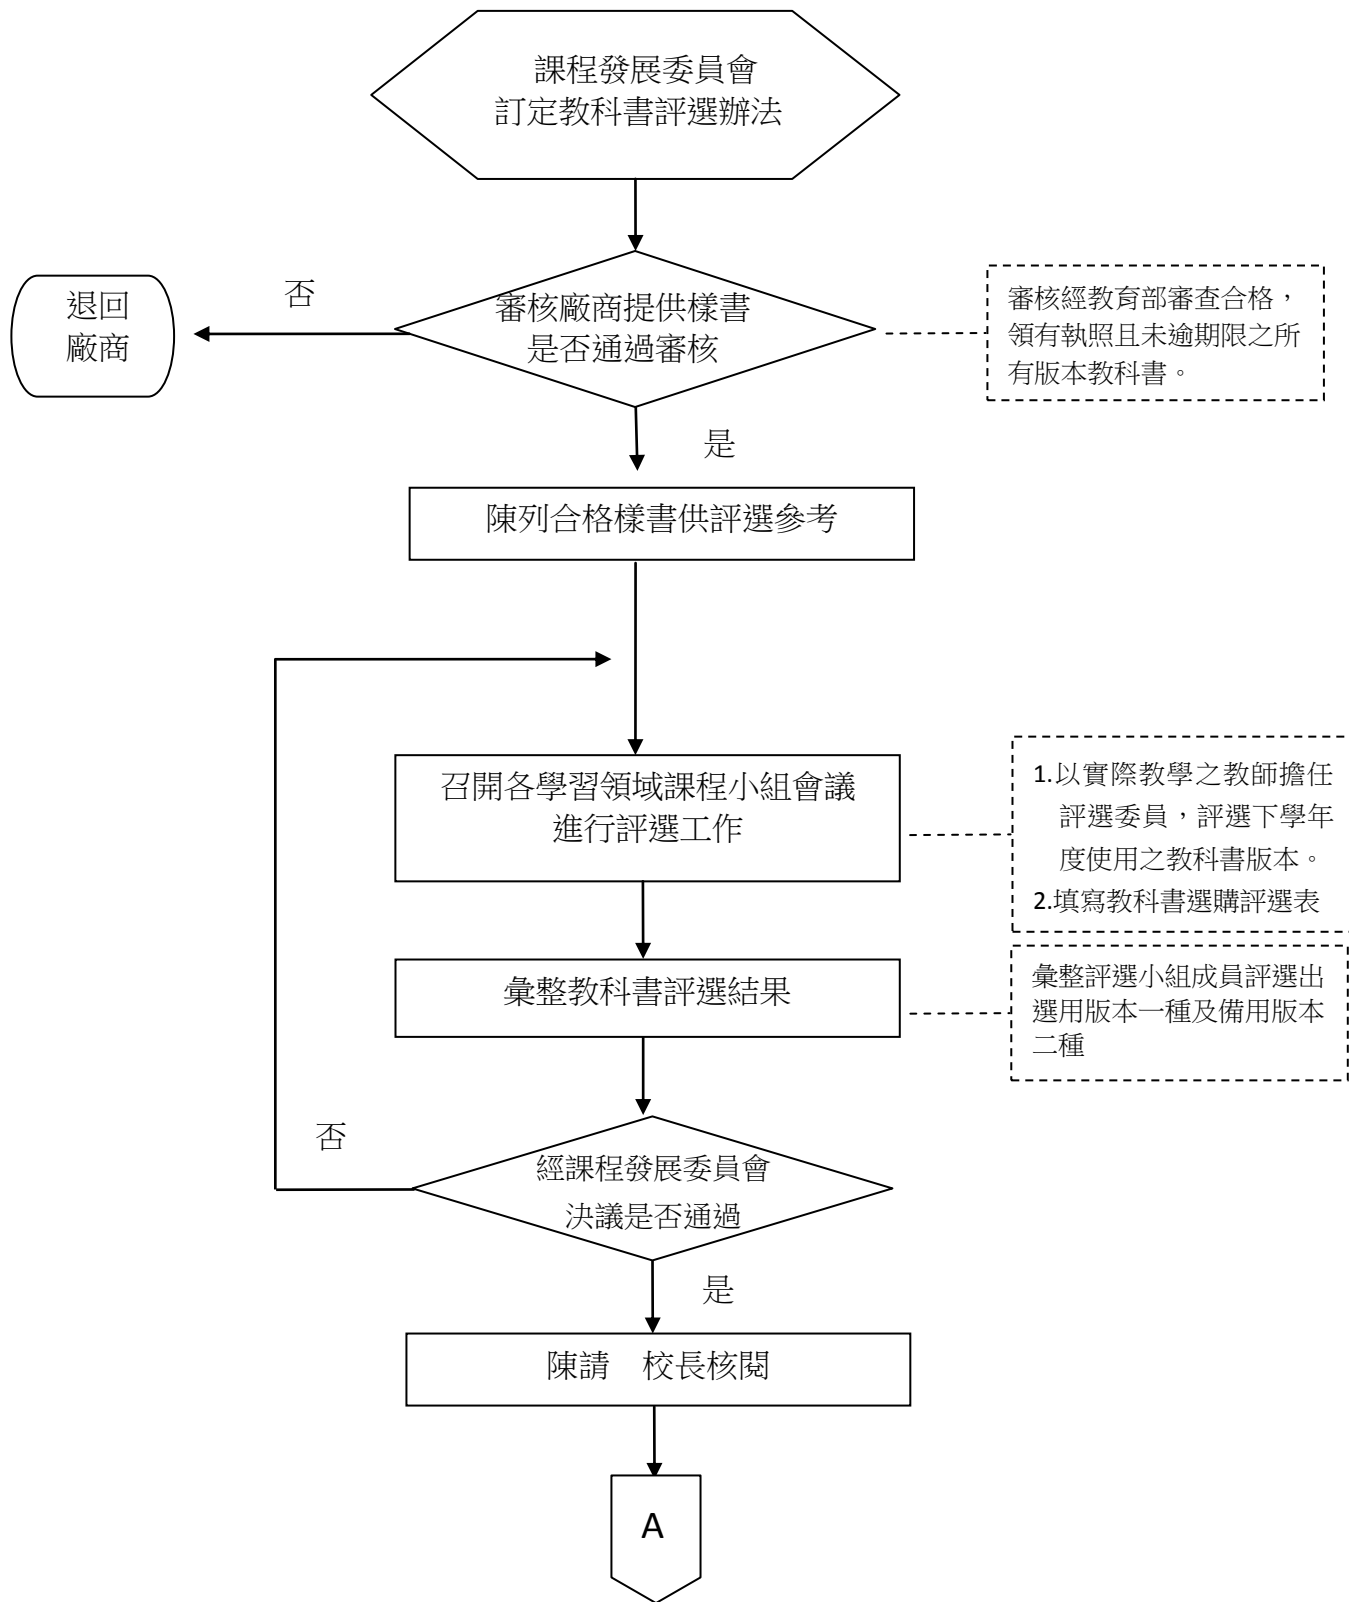 課程發展委員會
訂定教科書評選辦法
審核廠商提供樣書
是否通過審核
否
退回
廠商
審核經教育部審查合格，
領有執照且未逾期限之所
有版本教科書。
是
陳列合格樣書供評選參考
召開各學習領域課程小組會議
進行評選工作
1.以實際教學之教師擔任
評選委員，評選下學年
度使用之教科書版本。
2.填寫教科書選購評選表
彙整教科書評選結果
彙整評選小組成員評選出
選用版本一種及備用版本
二種
否
經課程發展委員會
決議是否通過
是
陳請　校長核閱
A